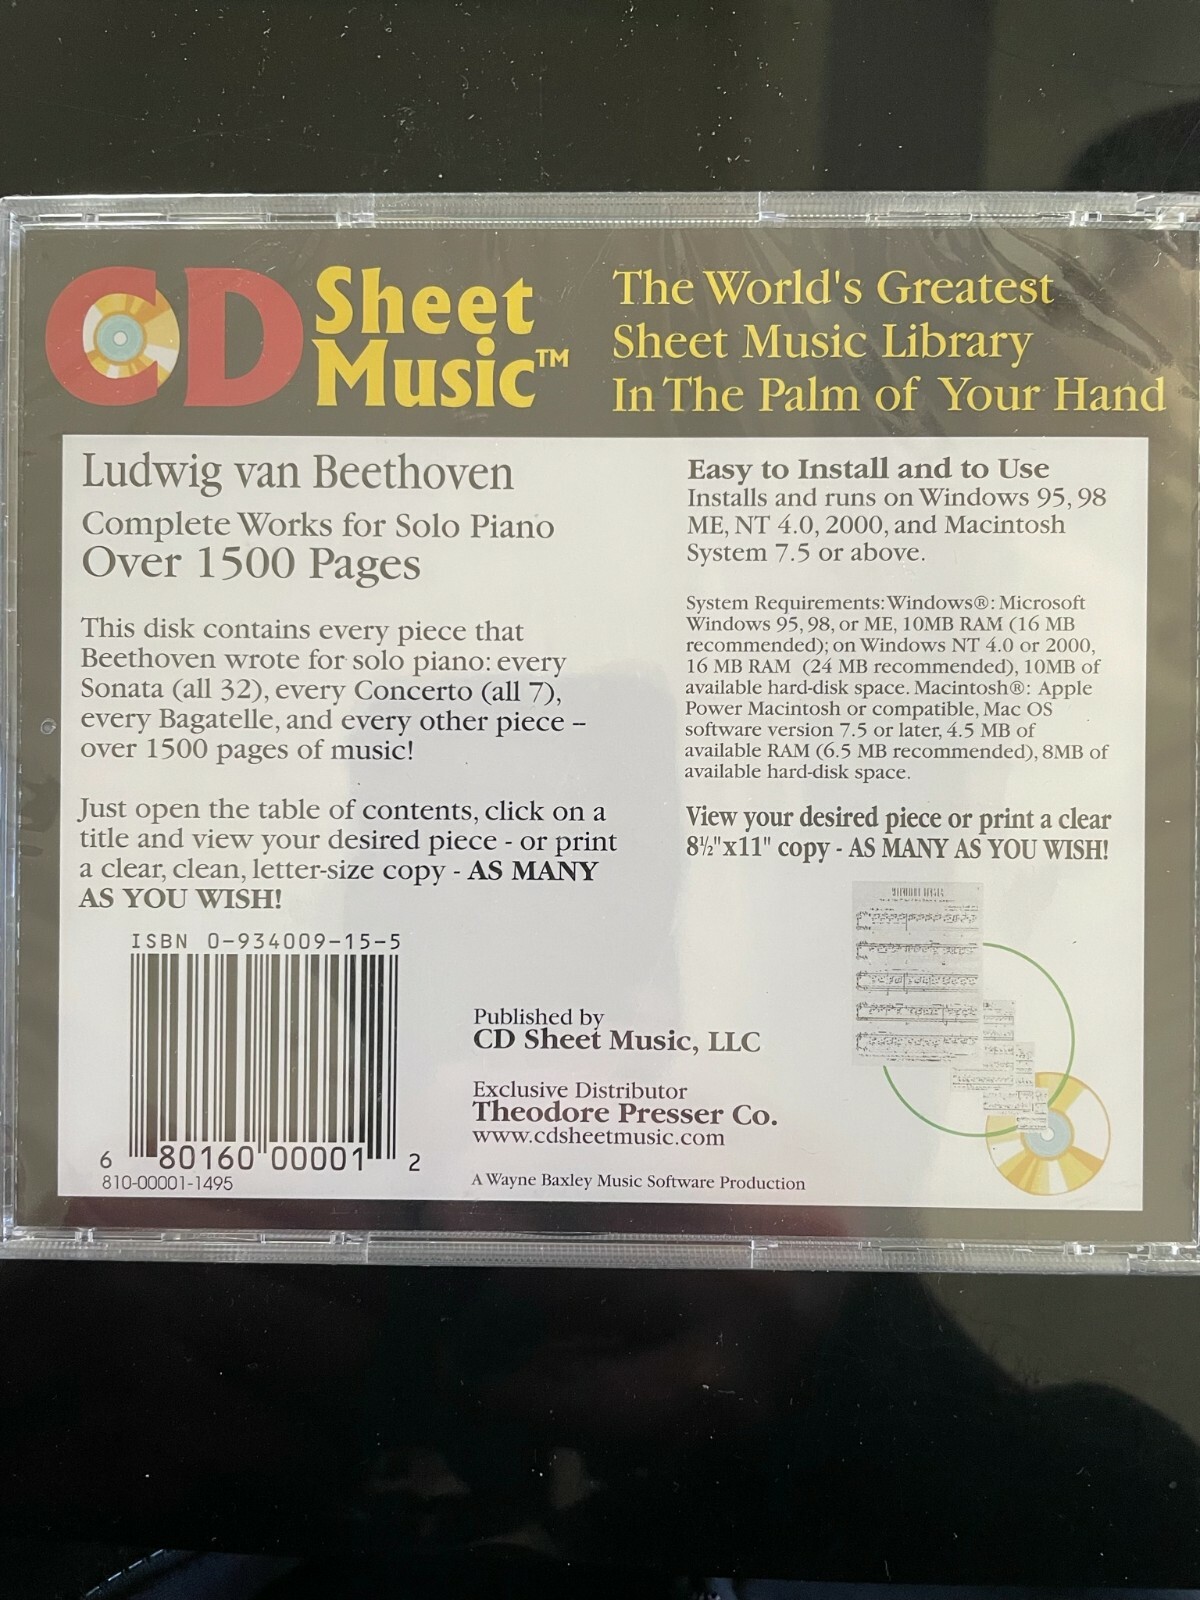 CD Sheet Music™
The World's Greatest
Sheet Music Library
In The Palm of Your Hand
Ludwig van Beethoven
Complete Works for Solo Piano
Over 1500 Pages
This disk contains every piece that
Beethoven wrote for solo piano: every
Sonata (all 32), every Concerto (all 7),
every Bagatelle, and every other piece –
over 1500 pages of music!
Just open the table of contents, click on a
title and view your desired piece - or print
a clear, clean, letter-size copy - AS MANY
AS YOU WISH!
ISBN 0-934009-15-5
6 80160 00001 2
810-00001-1495
Published by
CD Sheet Music, LLC
Exclusive Distributor
Theodore Presser Co.
www.cdsheetmusic.com
A Wayne Baxley Music Software Production
Easy to Install and to Use
Installs and runs on Windows 95, 98
ME, NT 4.0, 2000, and Macintosh
System 7.5 or above.
System Requirements: Windows®: Microsoft
Windows 95, 98, or ME, 10MB RAM (16 MB
recommended); on Windows NT 4.0 or 2000,
16 MB RAM (24 MB recommended), 10MB of
available hard-disk space. Macintosh®: Apple
Power Macintosh or compatible, Mac OS
software version 7.5 or later, 4.5 MB of
available RAM (6.5 MB recommended), 8MB of
available hard-disk space.
View your desired piece or print a clear
8½"x11" copy - AS MANY AS YOU WISH!